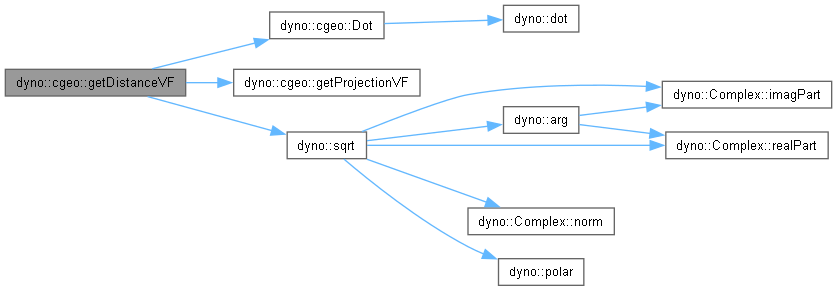 dyno::cgeo::getDistanceVF
dyno::cgeo::Dot
dyno::dot
dyno::cgeo::getProjectionVF
dyno::sqrt
dyno::Complex::imagPart
dyno::arg
dyno::Complex::realPart
dyno::Complex::norm
dyno::polar